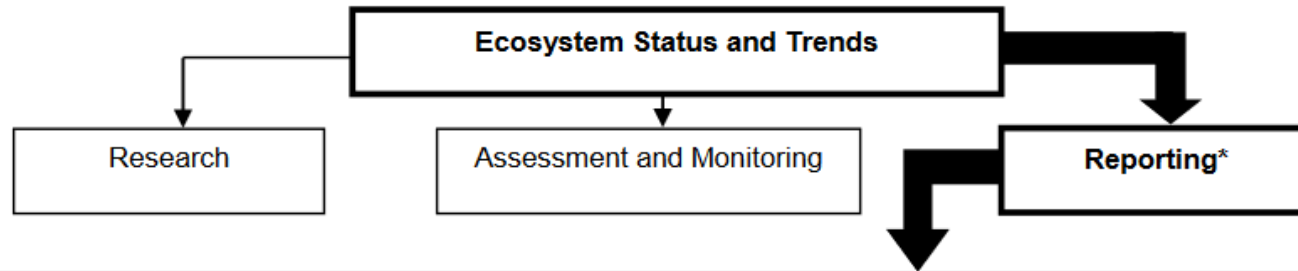 Ecosystem Status and Trends
Research
Assessment and Monitoring
Reporting*